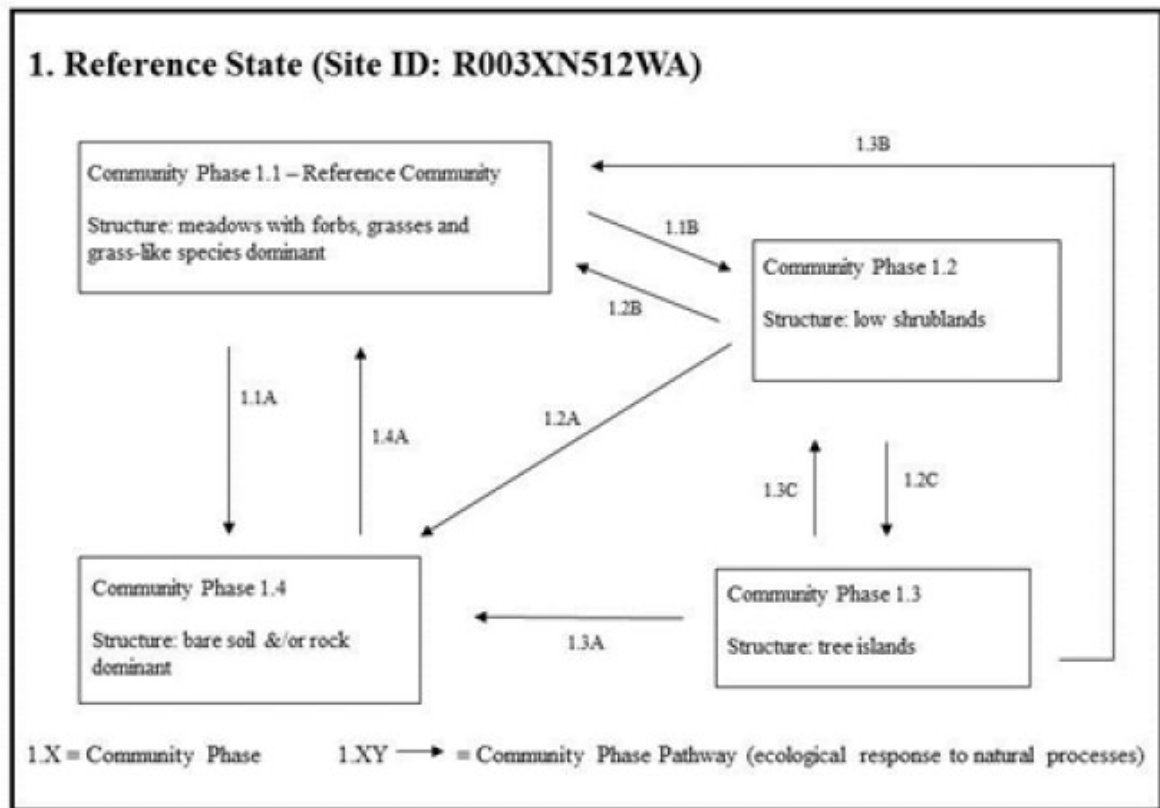 1. Reference State (Site ID: R003XN512WA)
1.3B
Community Phase 1.1 – Reference Community
Structure: meadows with forbs, grasses and
grass-like species dominant
1.1B
1.2B
Community Phase 1.2
Structure: low shrublands
1.1A
1.4A
1.2A
1.3C
1.2C
Community Phase 1.4
Structure: bare soil &/or rock
dominant
1.3A
Community Phase 1.3
Structure: tree islands
1.X = Community Phase
1.XY = Community Phase Pathway (ecological response to natural processes)